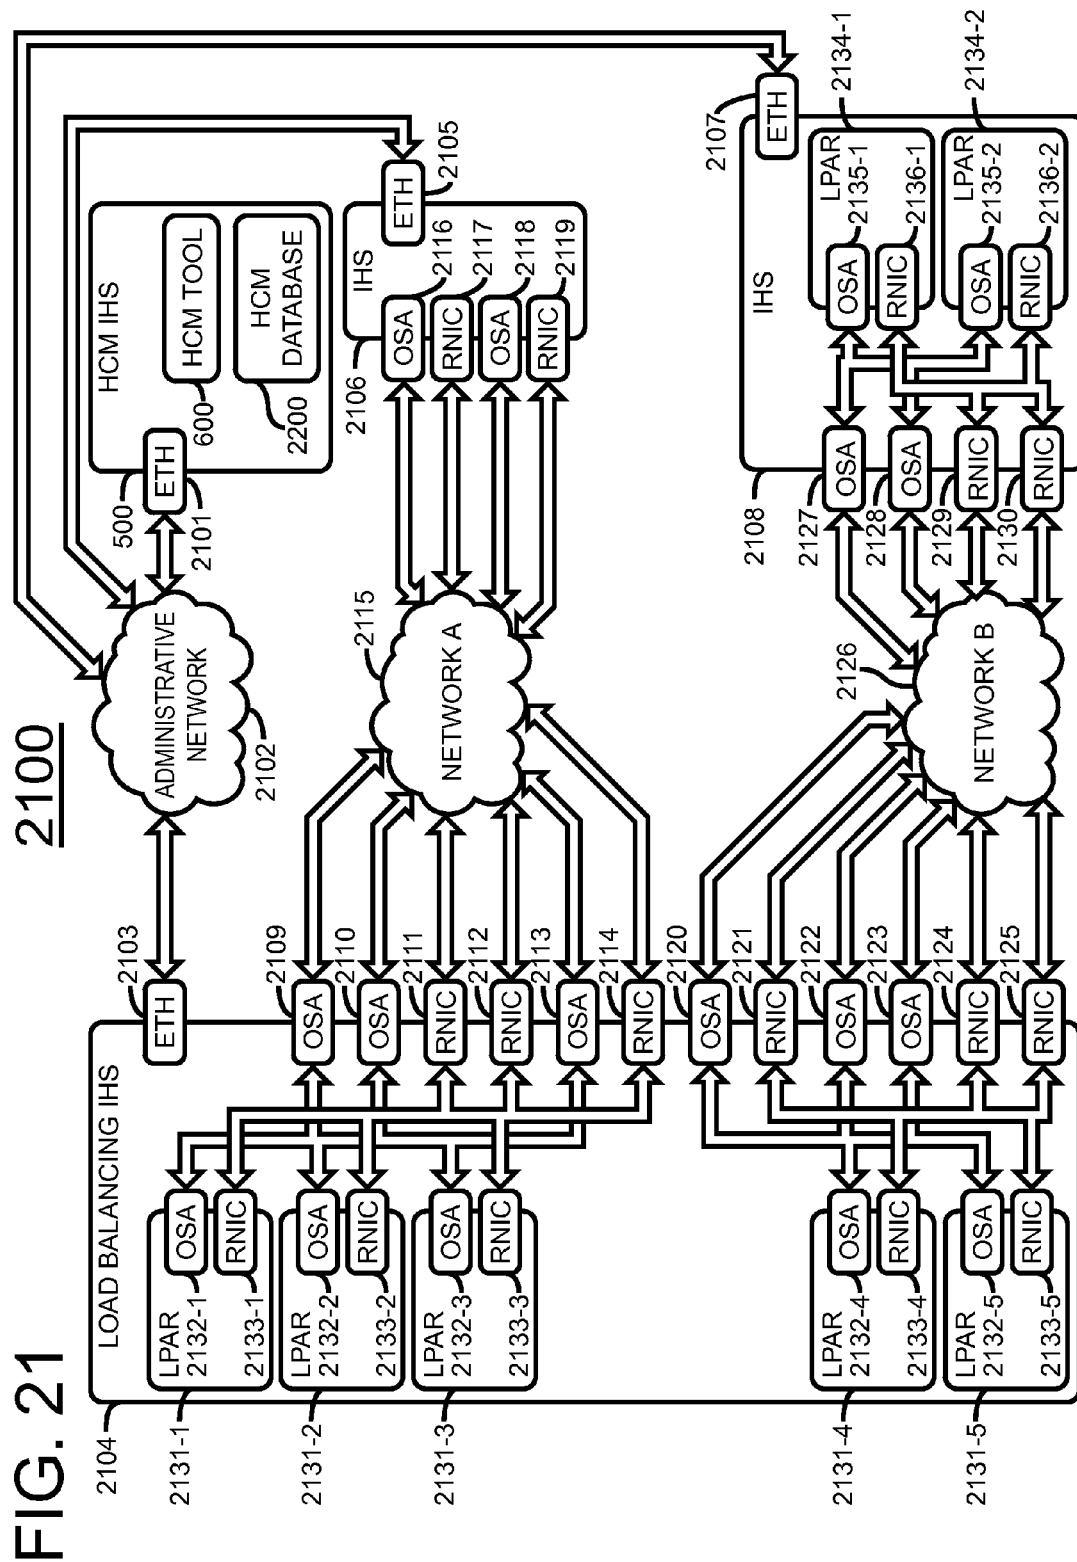 FIG. 21
2100
LOAD BALANCING IHS
2104
ETH
2103
ADMINISTRATIVE
NETWORK
2102
ETH
2101
500
HCM IHS
HCM TOOL
600
HCM
DATABASE
2200
LPAR
2131-1
OSA
2132-1
RNIC
2133-1
LPAR
2131-2
OSA
2132-2
RNIC
2133-2
LPAR
2131-3
OSA
2132-3
RNIC
2133-3
LPAR
2131-4
OSA
2132-4
RNIC
2133-4
LPAR
2131-5
OSA
2132-5
RNIC
2133-5
OSA
2109
OSA
2110
RNIC
2111
RNIC
2112
OSA
2113
RNIC
2114
OSA
2120
RNIC
2121
OSA
2122
OSA
2123
RNIC
2124
RNIC
2125
NETWORK A
2115
NETWORK B
2126
IHS
2106
ETH
2105
OSA
2116
RNIC
2117
OSA
2118
RNIC
2119
IHS
2108
ETH
2107
OSA
2127
OSA
2128
RNIC
2129
RNIC
2130
LPAR
2134-1
OSA
2135-1
RNIC
2136-1
LPAR
2134-2
OSA
2135-2
RNIC
2136-2